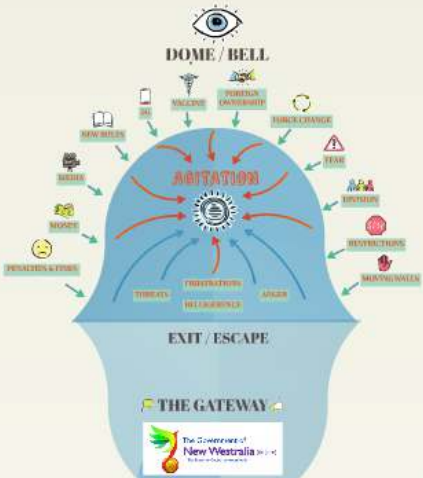 DOME / BELL
VACCINE
FOREIGN OWNERSHIP
5G
FORCE CHANGE
NEW RULES
FEAR
AGITATION
MEDIA
DIVISION
MONEY
RESTRICTIONS
PENALTIES & FINES
MOVING WALLS
FRUSTRATIONS
THREATS
ANGER
BELLIGERENCE
EXIT / ESCAPE
THE GATEWAY
The Government of
New Westralia